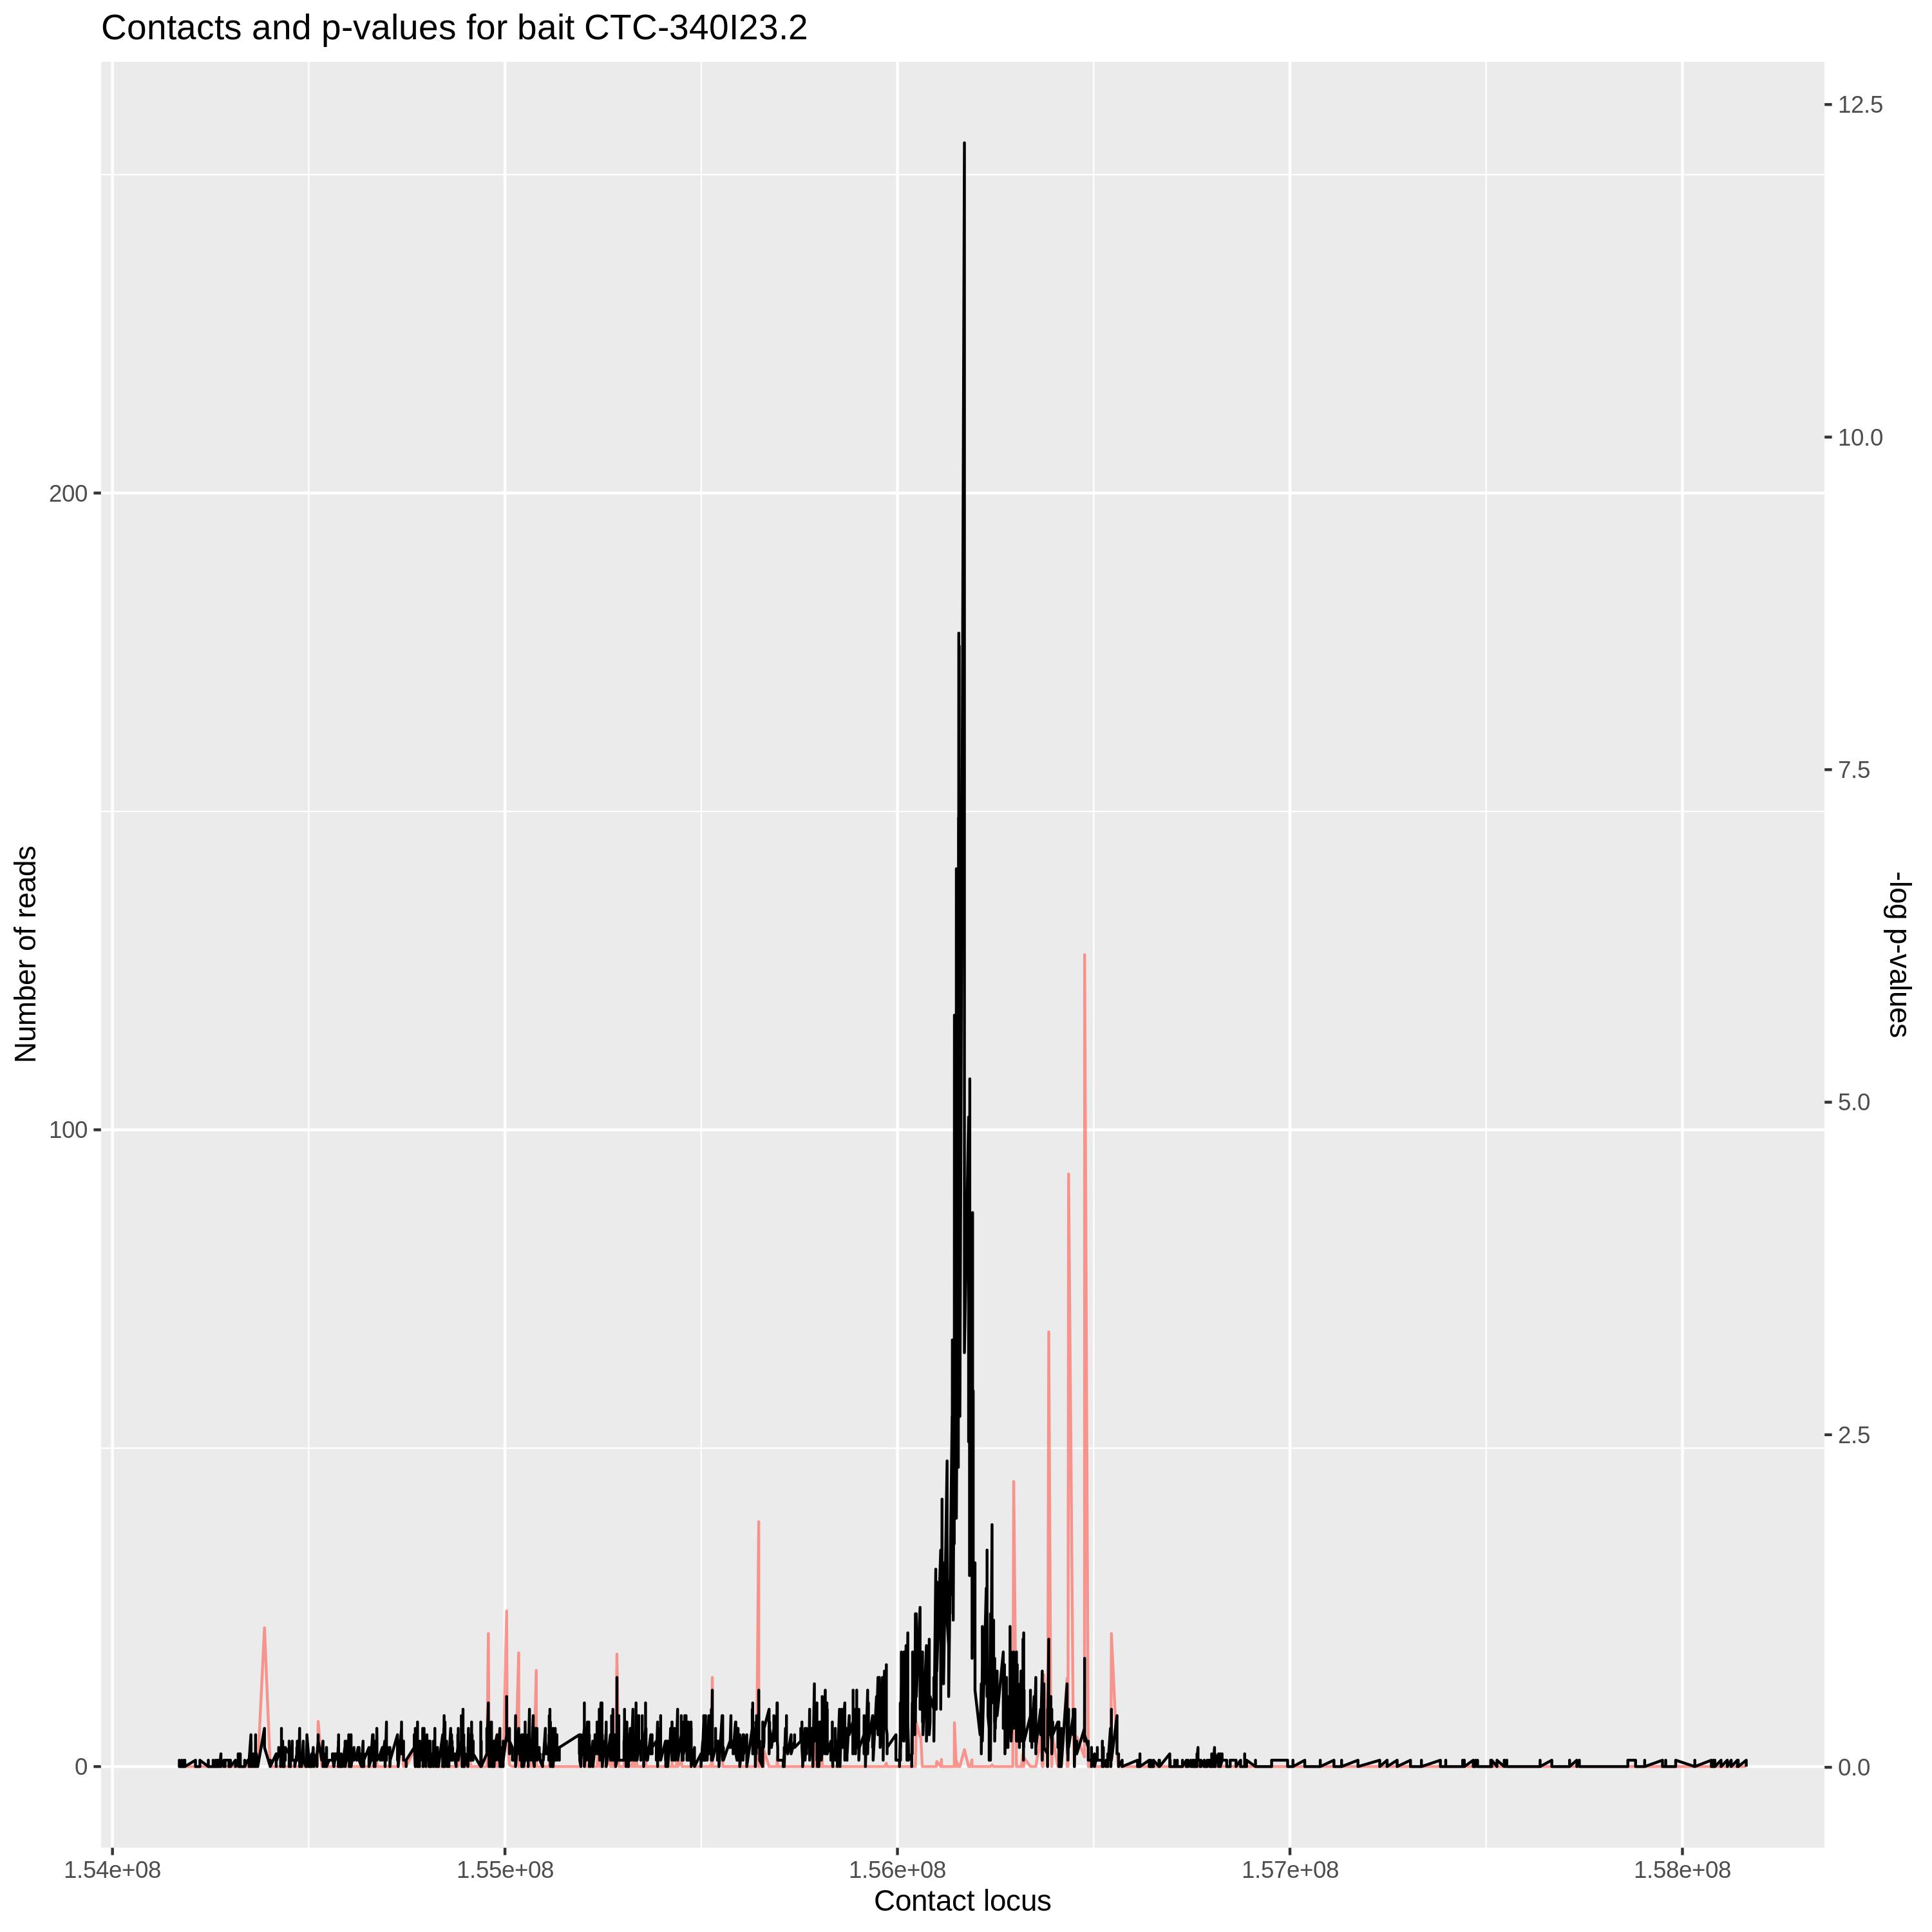 Contacts and p-values for bait CTC-340I23.2
12.5
10.0
200
7.5
Number of reads
-log p-values
100
5.0
2.5
0
0.0
1.54e+08 1.55e+08 1.56e+08 1.57e+08 1.58e+08
Contact locus